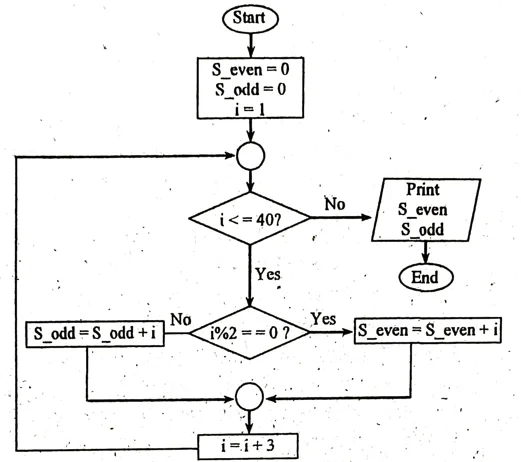 Start
S_even = 0
S_odd = 0
i = 1
i < = 40?
No
Print
S_even
S_odd
End
Yes
S_odd = S_odd + i
No
i%2 = = 0 ?
Yes
S_even = S_even + i
i = i + 3